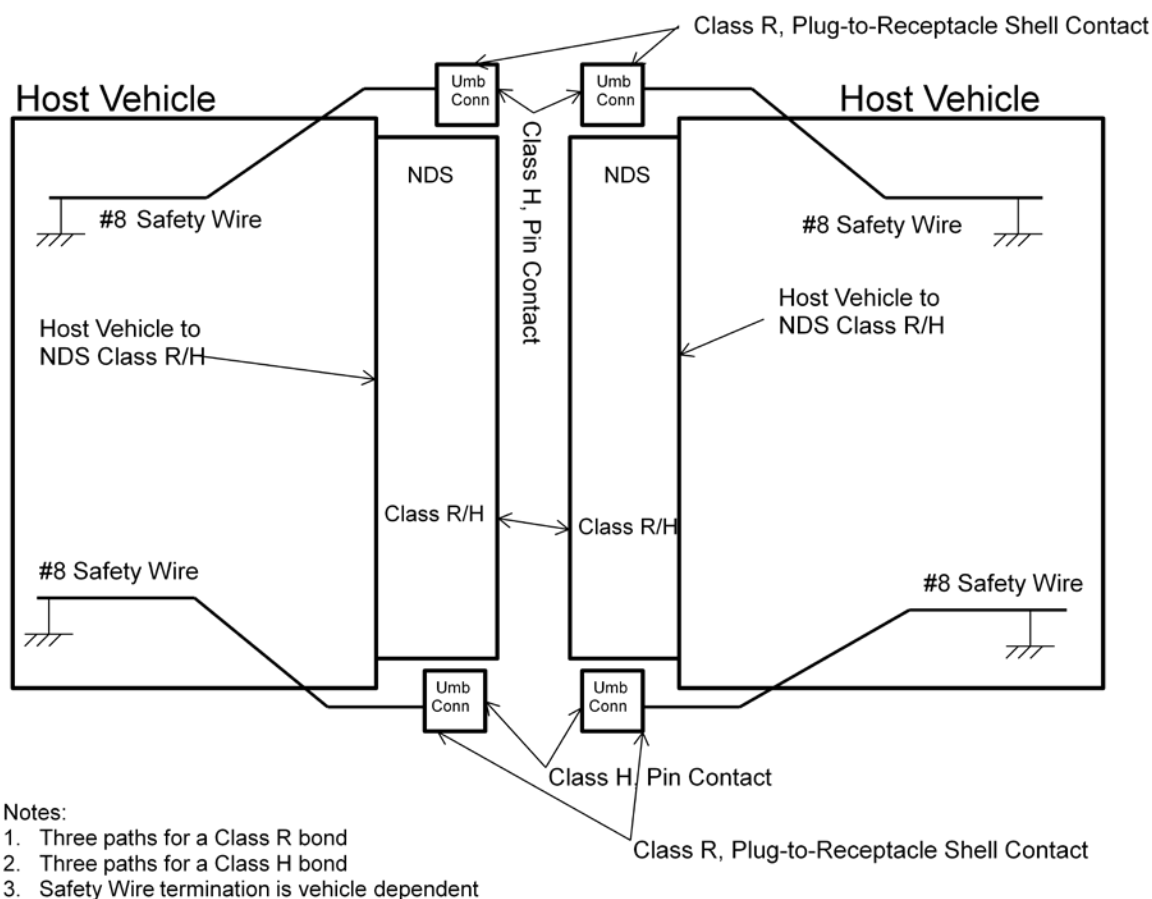 Class R, Plug-to-Receptacle Shell Contact
Umb
Conn
Umb
Conn
Host Vehicle
Host Vehicle
Class H, Pin Contact
NDS
NDS
#8 Safety Wire
#8 Safety Wire
Host Vehicle to
NDS Class R/H
Host Vehicle to
NDS Class R/H
Class R/H
Class R/H
#8 Safety Wire
#8 Safety Wire
Umb
Conn
Umb
Conn
Class H, Pin Contact
Class R, Plug-to-Receptacle Shell Contact
Notes:
1. Three paths for a Class R bond
2. Three paths for a Class H bond
3. Safety Wire termination is vehicle dependent